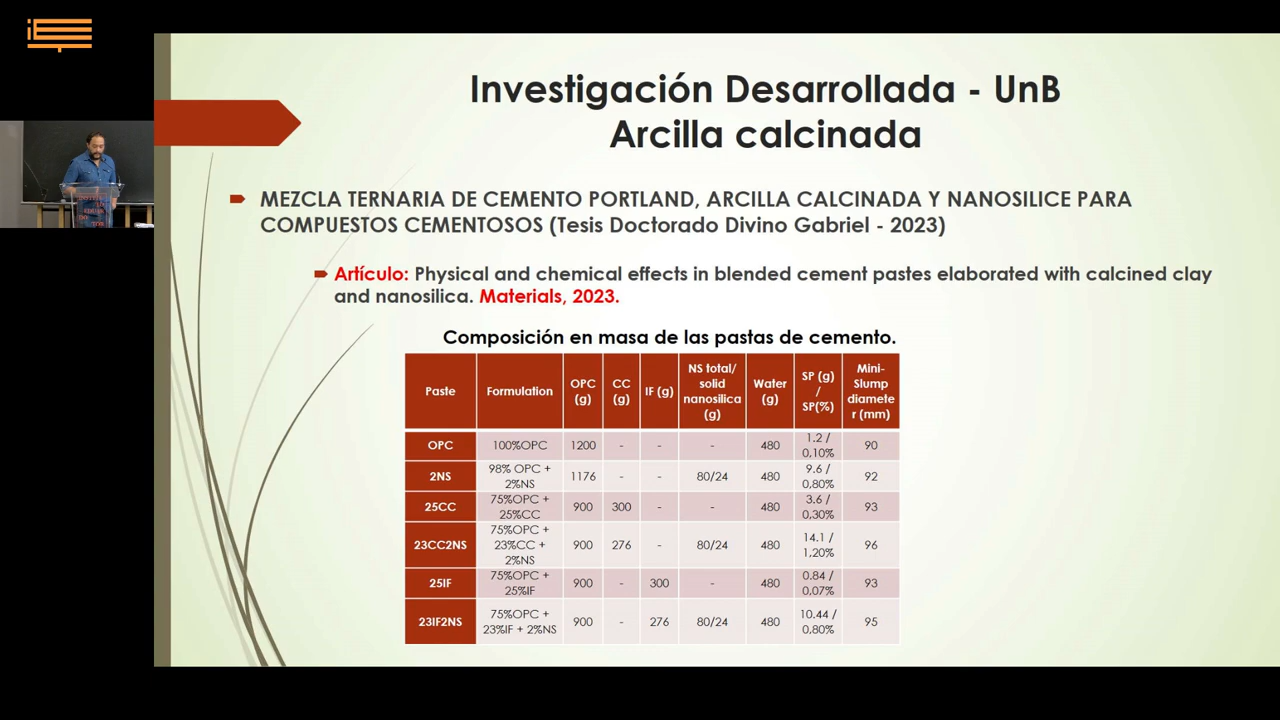 Investigación Desarrollada - UnB
Arcilla calcinada
MEZCLA TERNARIA DE CEMENTO PORTLAND, ARCILLA CALCINADA Y NANOSILICE PARA
COMPUESTOS CEMENTOSOS (Tesis Doctorado Divino Gabriel - 2023)
Artículo: Physical and chemical effects in blended cement pastes elaborated with calcined clay
and nanosilica. Materials, 2023.
Composición en masa de las pastas de cemento.
Paste Formulation OPC (g) CC (g) IF (g) NS total/ solid nanosilica (g) Water (g) SP (g) / SP(%) Mini- Slump diamete r (mm)
OPC 100%OPC 1200 - - - 480 1.2 / 0,10% 90
2NS 98% OPC + 2%NS 1176 - - 80/24 480 9.6 / 0,80% 92
25CC 75%OPC + 25%CC 900 300 - - 480 3.6 / 0,30% 93
23CC2NS 75%OPC + 23%CC + 2%NS 900 276 - 80/24 480 14.1 / 1,20% 96
25IF 75%OPC + 25%IF 900 - 300 - 480 0.84 / 0,07% 93
23IF2NS 75%OPC + 23%IF + 2%NS 900 - 276 80/24 480 10.44 / 0,80% 95